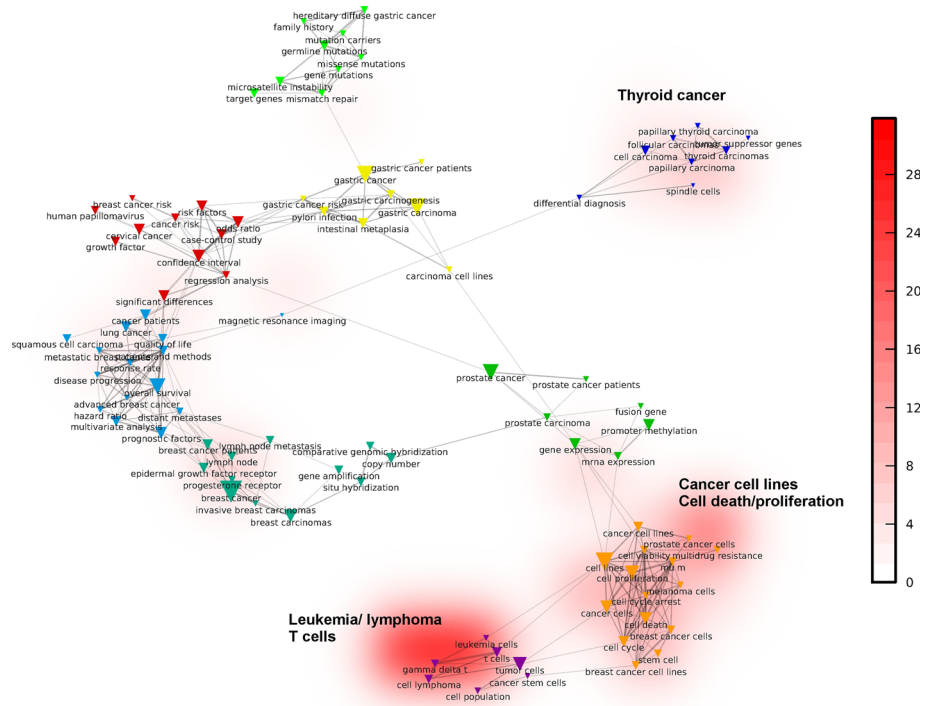 hereditary diffuse gastric cancer
family history
mutation carriers
germline mutations
missense mutations
gene mutations
microsatellite instability
target genes
mismatch repair
Thyroid cancer
papillary thyroid carcinoma
follicular carcinomas
tumor suppressor genes
cell carcinoma
thyroid carcinomas
papillary carcinoma
spindle cells
differential diagnosis
gastric cancer patients
gastric cancer
gastric cancer risk
gastric carcinogenesis
gastric carcinoma
pylori infection
intestinal metaplasia
carcinoma cell lines
breast cancer risk
human papillomavirus
risk factors
cancer risk
odds ratio
cervical cancer
case-control study
growth factor
confidence interval
regression analysis
significant differences
cancer patients
magnetic resonance imaging
lung cancer
squamous cell carcinoma
quality of life
metastatic breast cancer
patients and methods
response rate
disease progression
overall survival
advanced breast cancer
hazard ratio
distant metastases
multivariate analysis
prognostic factors
prostate cancer
prostate cancer patients
prostate carcinoma
fusion gene
promoter methylation
gene expression
mrna expression
breast cancer patients
lymph node metastasis
lymph node
comparative genomic hybridization
copy number
epidermal growth factor receptor
gene amplification
progesterone receptor
situ hybridization
breast cancer
invasive breast carcinomas
breast carcinomas
Cancer cell lines
Cell death/proliferation
cancer cell lines
prostate cancer cells
cell viability
multidrug resistance
cell lines
mu m
cell proliferation
melanoma cells
cell cycle arrest
cancer cells
cell death
breast cancer cells
cell cycle
stem cell
breast cancer cell lines
Leukemia/ lymphoma
T cells
leukemia cells
t cells
gamma delta t
tumor cells
cell lymphoma
cancer stem cells
cell population
28
24
20
16
12
8
4
0